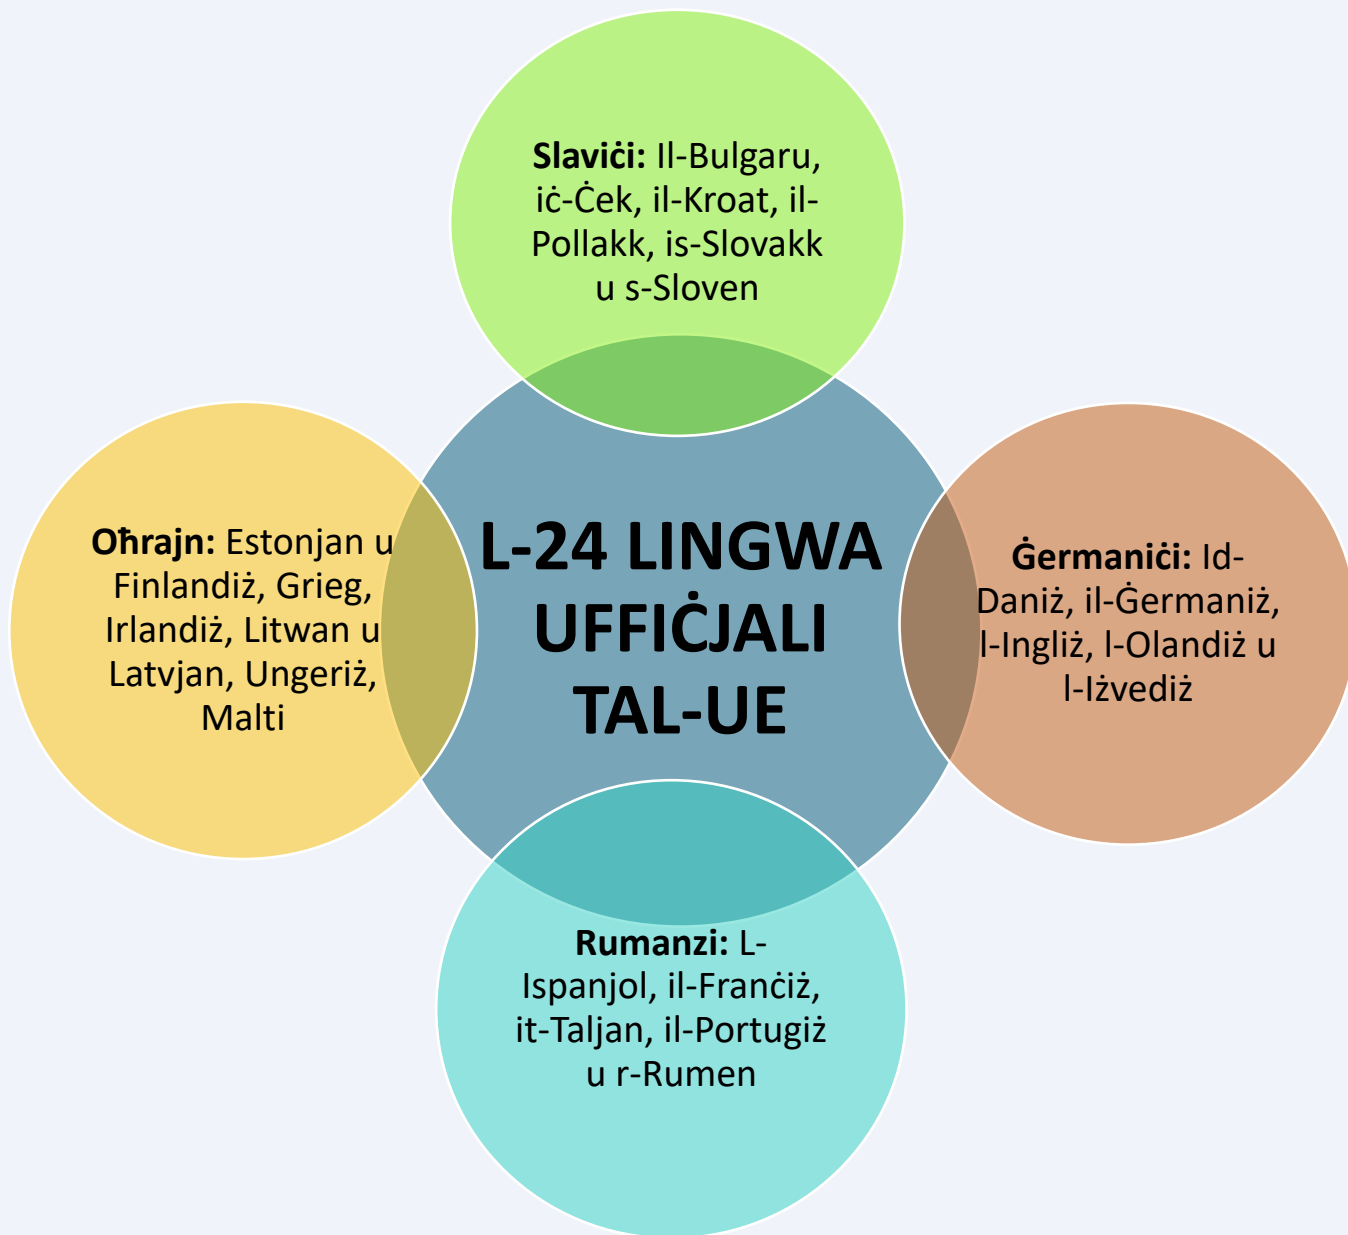 Slaviċi: Il-Bulgaru,
iċ-Ċek, il-Kroat, il-
Pollakk, is-Slovakk
u s-Sloven
Oħrajn: Estonjan u
Finlandiż, Grieg,
Irlandiż, Litwan u
Latvjan, Ungeriż,
Malti
L-24 LINGWA
UFFIĊJALI
TAL-UE
Ġermaniċi: Id-
Daniż, il-Ġermaniż,
l-Ingliż, l-Olandiż u
l-Iżvediż
Rumanzi: L-
Ispanjol, il-Franċiż,
it-Taljan, il-Portugiż
u r-Rumen